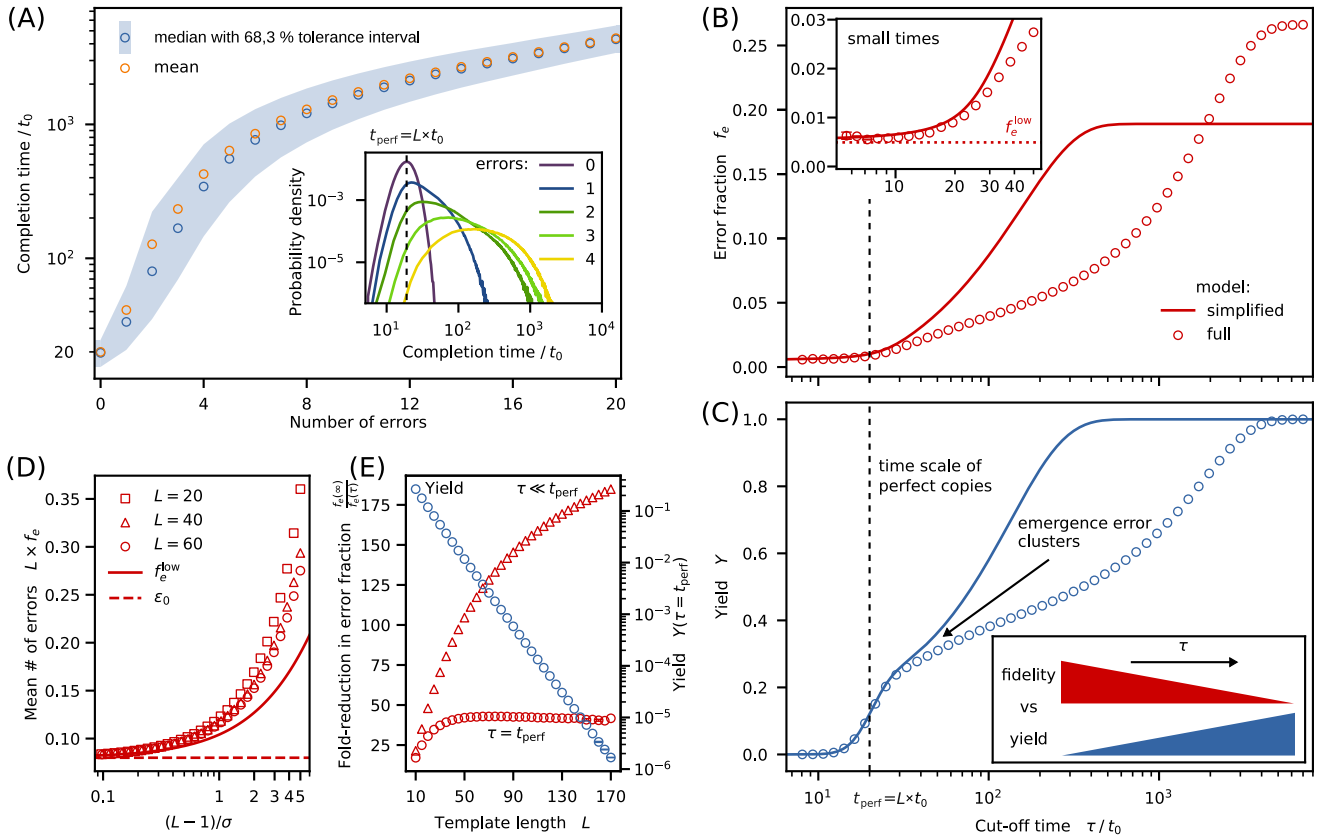 (A)
Completion time / t₀
10³
10²
20
median with 68,3 % tolerance interval
mean
t_perf = L×t₀
Probability density
10⁻³
10⁻⁵
errors:
0
1
2
3
4
10¹ 10² 10³ 10⁴
Completion time / t₀
0 4 8 12 16 20
Number of errors
(B)
Error fraction f_e
0.25
0.20
0.15
0.10
0.05
0.00
small times
0.03
0.02
0.01
0.00
f_e^low
10 20 30 40
model:
simplified
full
(C)
Yield Y
1.0
0.8
0.6
0.4
0.2
0.0
time scale of
perfect copies
emergence error
clusters
τ
fidelity
vs
yield
10¹ t_perf = L×t₀ 10² 10³
Cut-off time τ / t₀
(D)
Mean # of errors L × f_e
0.35
0.30
0.25
0.20
0.15
0.10
L = 20
L = 40
L = 60
f_e^low
ε₀
0.1 1 2 3 4 5
(L − 1)/σ
(E)
Fold-reduction in error fraction f_e(∞)/f_e(τ)
175
150
125
100
75
50
25
Yield
τ ≪ t_perf
τ = t_perf
10⁻¹
10⁻²
10⁻³
10⁻⁴
10⁻⁵
10⁻⁶
Yield Y(τ = t_perf)
10 50 90 130 170
Template length L